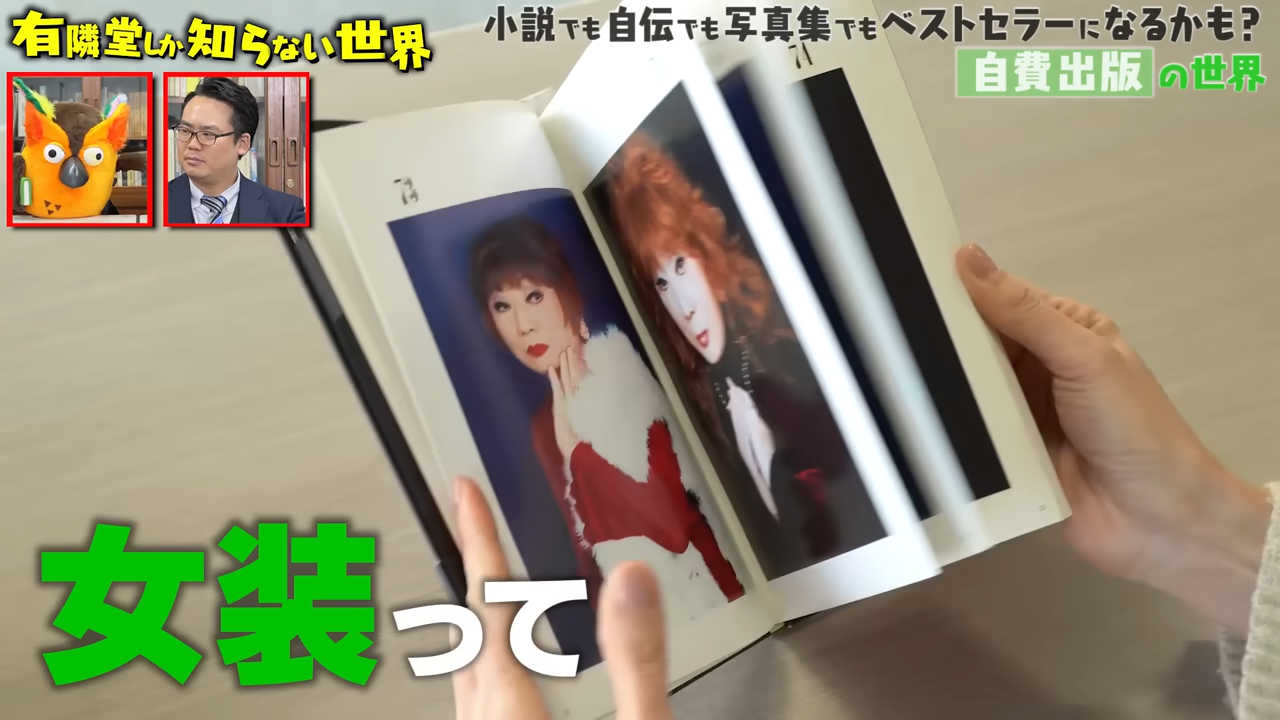 有隣堂しか知らない世界
小説でも自伝でも写真集でもベストセラーになるかも?
自費出版の世界
74
女装って